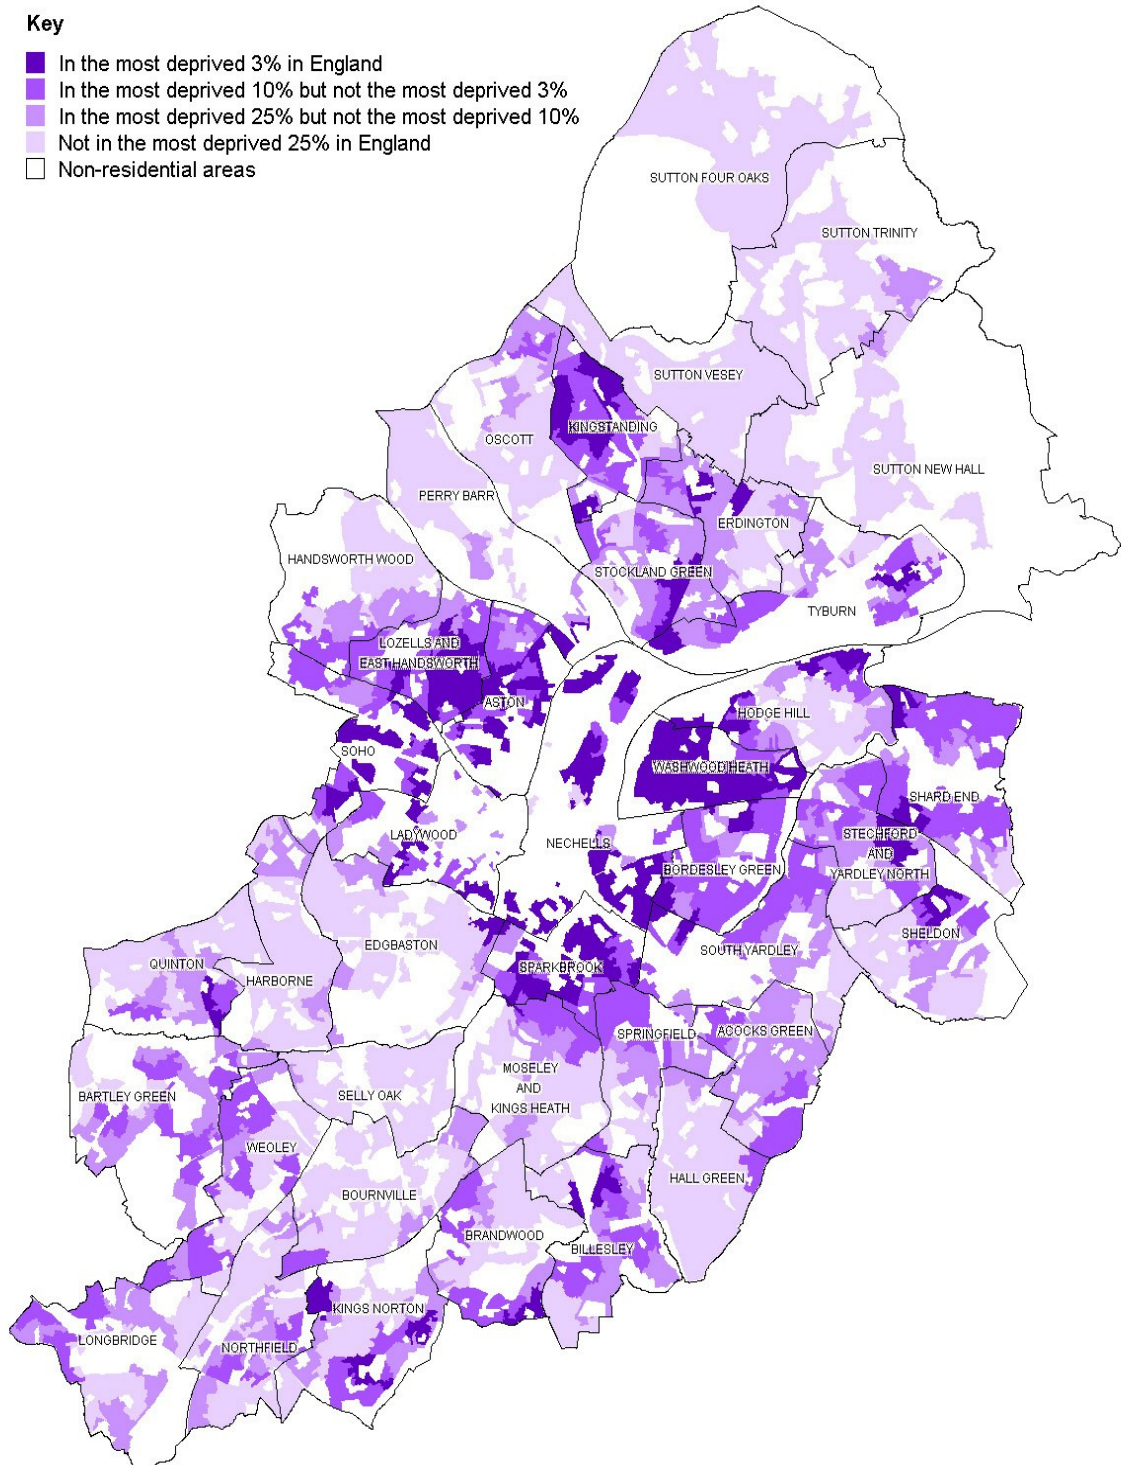 Key
In the most deprived 3% in England
In the most deprived 10% but not the most deprived 3%
In the most deprived 25% but not the most deprived 10%
Not in the most deprived 25% in England
Non-residential areas
SUTTON FOUR OAKS
SUTTON TRINITY
SUTTON VESEY
KINGSTANDING
OSCOTT
SUTTON NEW HALL
PERRY BARR
ERDINGTON
HANDSWORTH WOOD
STOCKLAND GREEN
TYBURN
LOZELLS AND
EAST HANDSWORTH
ASTON
HODGE HILL
SOHO
WASHWOOD HEATH
SHARD END
LADYWOOD
NECHELLS
STECHFORD
AND
YARDLEY NORTH
BORDESLEY GREEN
SHELDON
EDGBASTON
SOUTH YARDLEY
QUINTON
SPARKBROOK
HARBORNE
SPRINGFIELD
ACOCKS GREEN
MOSELEY
AND
KINGS HEATH
BARTLEY GREEN
SELLY OAK
WEOLEY
HALL GREEN
BOURNVILLE
BRANDWOOD
BILLESLEY
KINGS NORTON
LONGBRIDGE
NORTHFIELD